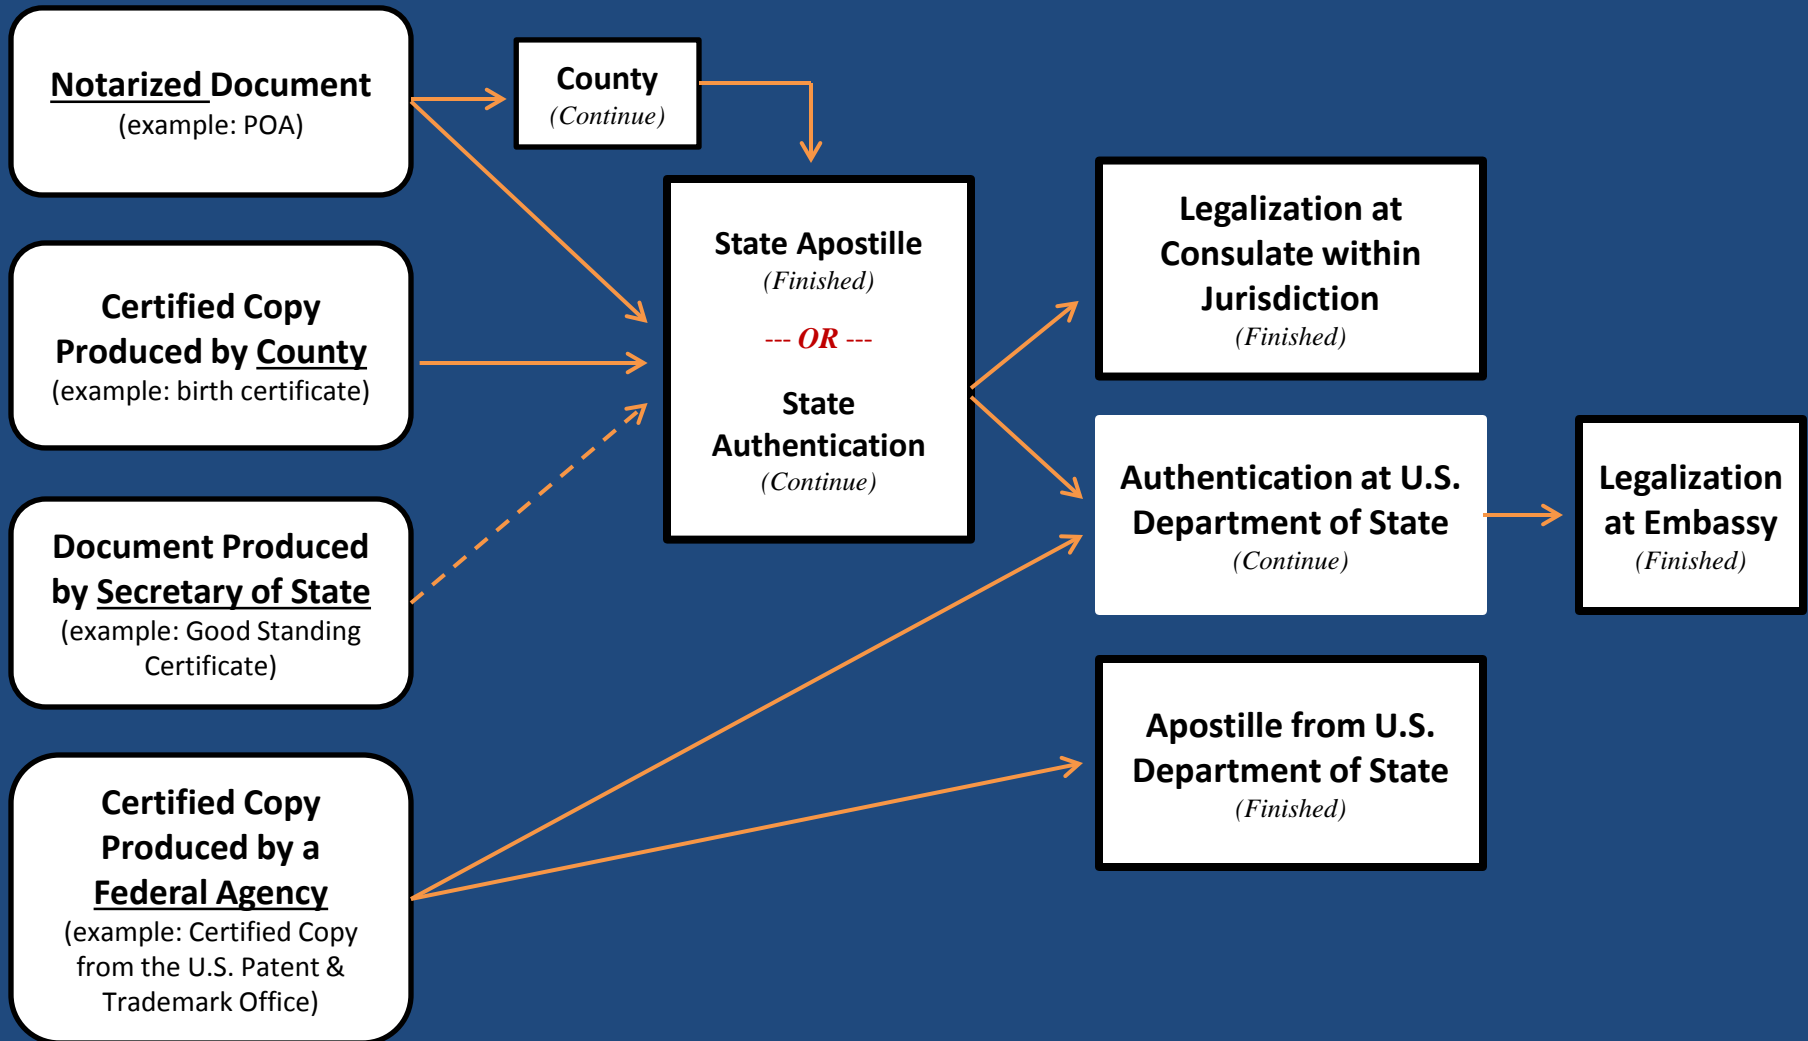 Notarized Document
(example: POA)
County
(Continue)
Certified Copy
Produced by County
(example: birth certificate)
Document Produced
by Secretary of State
(example: Good Standing
Certificate)
Certified Copy
Produced by a
Federal Agency
(example: Certified Copy
from the U.S. Patent &
Trademark Office)
State Apostille
(Finished)
--- OR ---
State
Authentication
(Continue)
Legalization at
Consulate within
Jurisdiction
(Finished)
Authentication at U.S.
Department of State
(Continue)
Legalization
at Embassy
(Finished)
Apostille from U.S.
Department of State
(Finished)